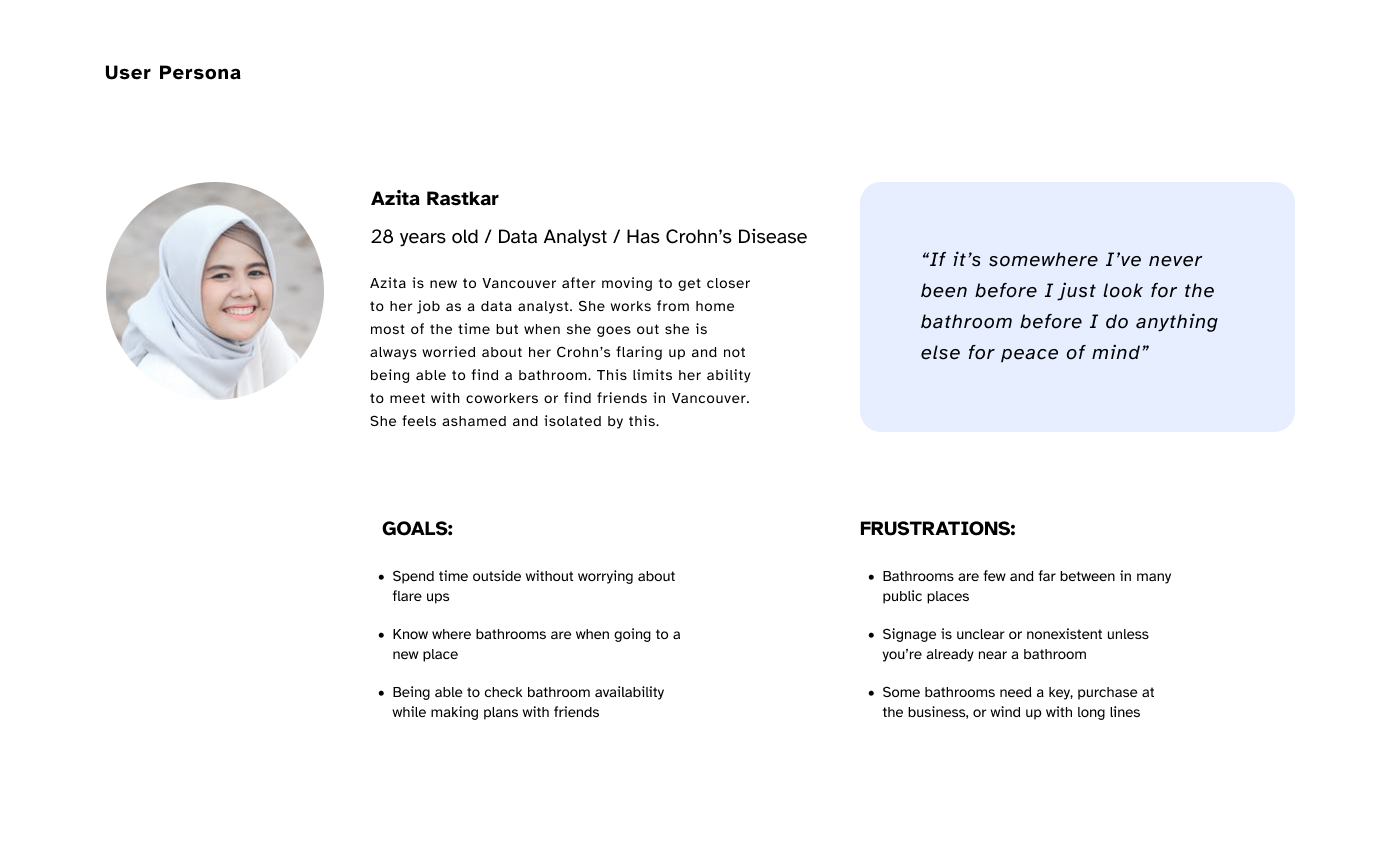 User Persona
Azita Rastkar
28 years old / Data Analyst / Has Crohn’s Disease
Azita is new to Vancouver after moving to get closer
to her job as a data analyst. She works from home
most of the time but when she goes out she is
always worried about her Crohn’s flaring up and not
being able to find a bathroom. This limits her ability
to meet with coworkers or find friends in Vancouver.
She feels ashamed and isolated by this.
“If it’s somewhere I’ve never
been before I just look for the
bathroom before I do anything
else for peace of mind”
GOALS:
• Spend time outside without worrying about
flare ups
• Know where bathrooms are when going to a
new place
• Being able to check bathroom availability
while making plans with friends
FRUSTRATIONS:
• Bathrooms are few and far between in many
public places
• Signage is unclear or nonexistent unless
you’re already near a bathroom
• Some bathrooms need a key, purchase at
the business, or wind up with long lines